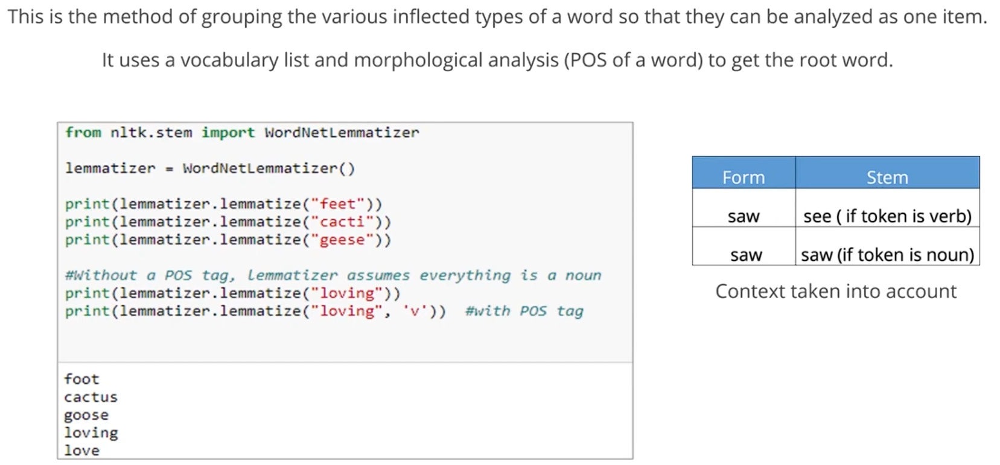 This is the method of grouping the various inflected types of a word so that they can be analyzed as one item.
It uses a vocabulary list and morphological analysis (POS of a word) to get the root word.
from nltk.stem import WordNetLemmatizer
lemmatizer = WordNetLemmatizer()
print(lemmatizer.lemmatize("feet"))
print(lemmatizer.lemmatize("cacti"))
print(lemmatizer.lemmatize("geese"))
#Without a POS tag, lemmatizer assumes everything is a noun
print(lemmatizer.lemmatize("loving"))
print(lemmatizer.lemmatize("loving", 'v'))  #with POS tag
foot
cactus
goose
loving
love
Form Stem
saw see ( if token is verb)
saw saw (if token is noun)
Context taken into account